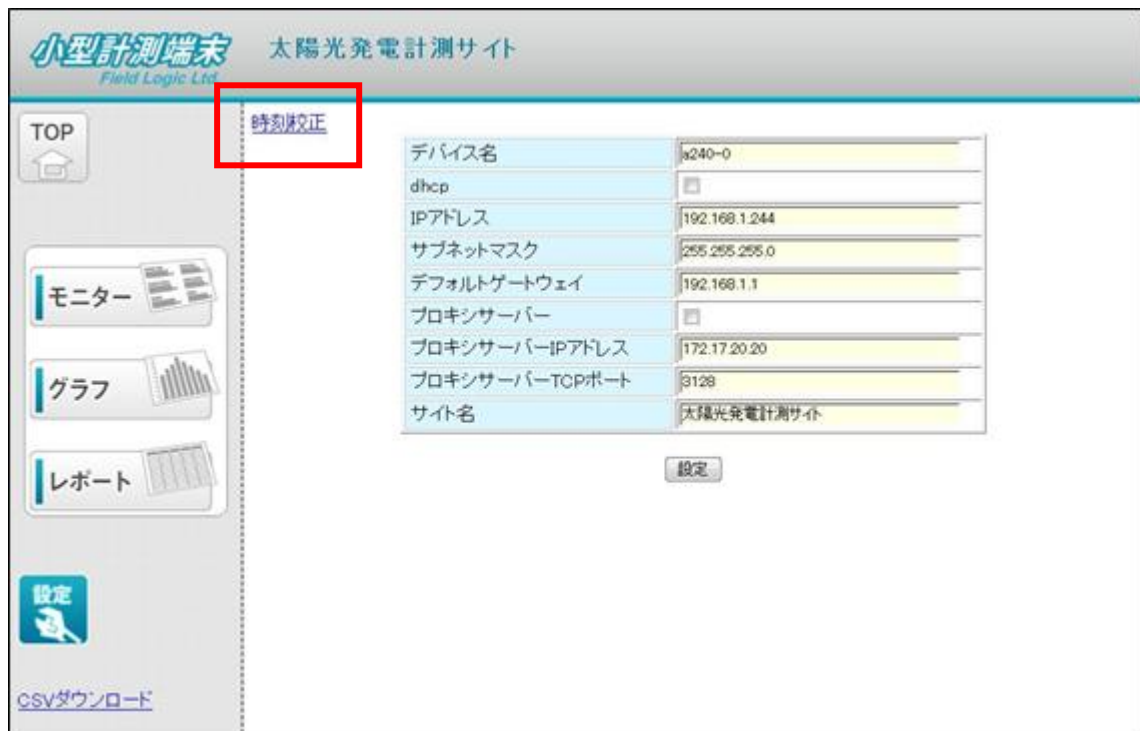 小型計測端末
Field Logic Ltd.
太陽光発電計測サイト
TOP
時刻校正
デバイス名 a240-0
dhcp
IPアドレス 192.168.1.244
サブネットマスク 255.255.255.0
デフォルトゲートウェイ 192.168.1.1
プロキシサーバー
プロキシサーバーIPアドレス 172.17.20.20
プロキシサーバーTCPポート 3128
サイト名 太陽光発電計測サイト
設定
モニター
グラフ
レポート
設定
CSVダウンロード